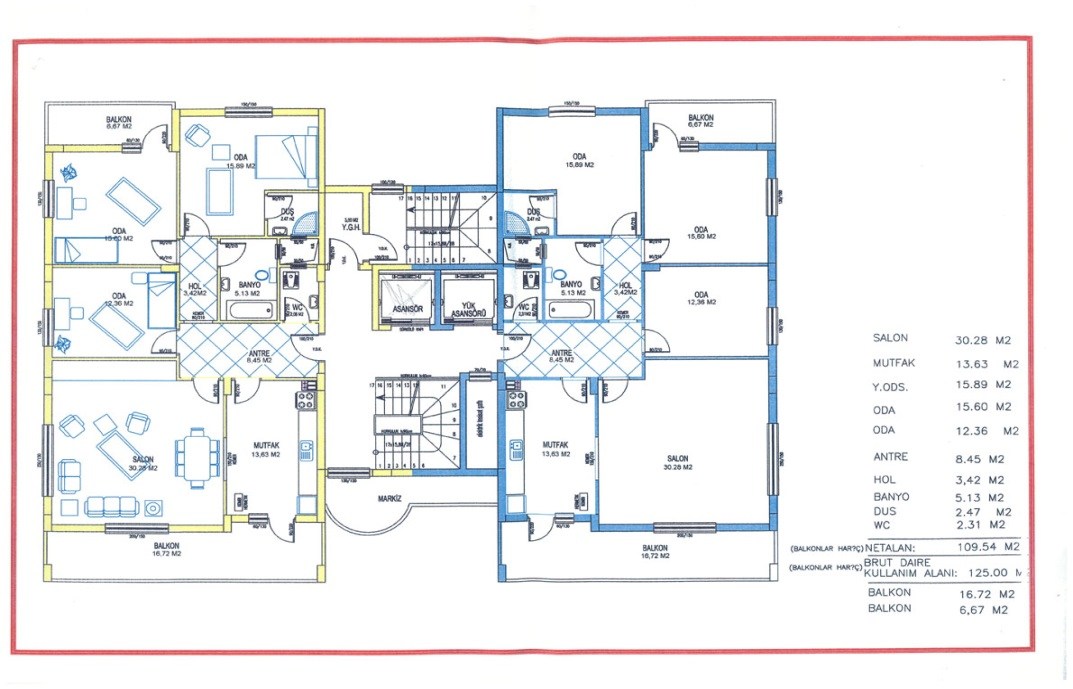 BALKON
6,67 M2
ODA
15.89 M2
ODA
15.60 M2
DUŞ
2.47 m2
Y.G.H.
HOL
3,42M2
BANYO
5.13 M2
WC
ODA
12,36 M2
ANTRE
8.45 M2
SALON
30.28 M2
MUTFAK
13,63 M2
BALKON
16,72 M2
ASANSÖR
YÜK
ASANSÖRÜ
MARKİZ
ODA
15,89 M2
BALKON
6,67 M2
DUŞ
2.47 m2
ODA
15,60 M2
BANYO
5.13 M2
HOL
3,42M2
WC
ODA
12,36 M2
ANTRE
8.45 M2
MUTFAK
13,63 M2
SALON
30.28 M2
BALKON
16,72 M2
SALON 30.28 M2
MUTFAK 13.63 M2
Y.ODS. 15.89 M2
ODA 15.60 M2
ODA 12.36 M2
ANTRE 8.45 M2
HOL 3,42 M2
BANYO 5.13 M2
DUS 2.47 M2
WC 2.31 M2
(BALKONLAR HAR?Ç) NETALAN: 109.54 M2
(BALKONLAR HAR?Ç) BRUT DAIRE
KULLANIM ALANI: 125.00 M
BALKON 16.72 M2
BALKON 6,67 M2